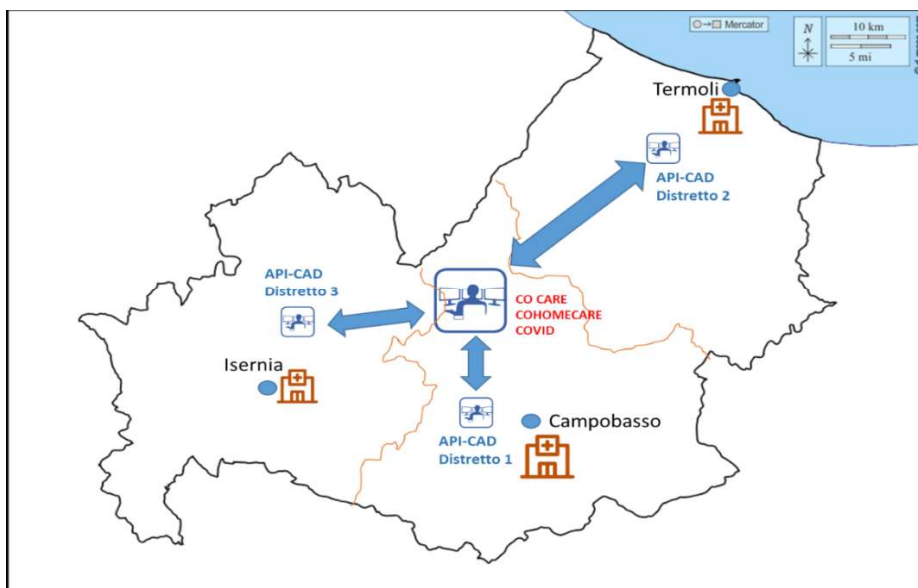 Mercator
N
10 km
5 mi
Termoli
API-CAD
Distretto 2
API-CAD
Distretto 3
CO CARE
COHOMECARE
COVID
Isernia
Campobasso
API-CAD
Distretto 1